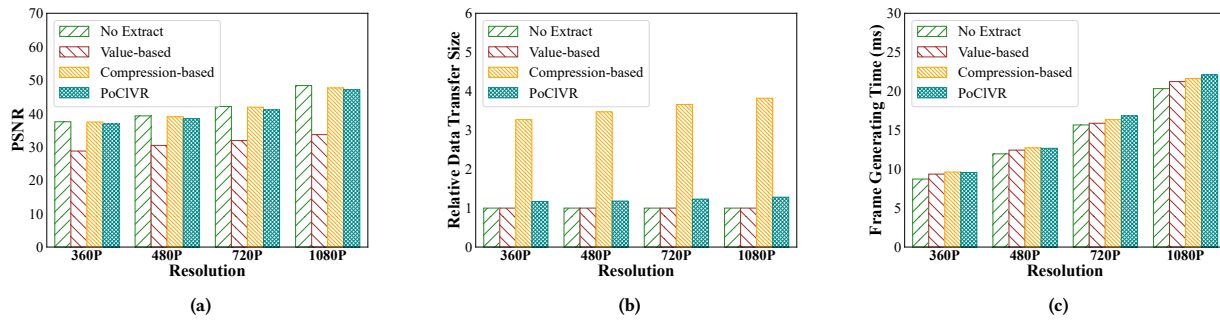 70
60
50
40
30
20
10
0
PSNR
No Extract
Value-based
Compression-based
PoClVR
360P 480P 720P 1080P
Resolution
(a)
6
5
4
3
2
1
0
Relative Data Transfer Size
No Extract
Value-based
Compression-based
PoClVR
360P 480P 720P 1080P
Resolution
(b)
30
25
20
15
10
5
0
Frame Generating Time (ms)
No Extract
Value-based
Compression-based
PoClVR
360P 480P 720P 1080P
Resolution
(c)